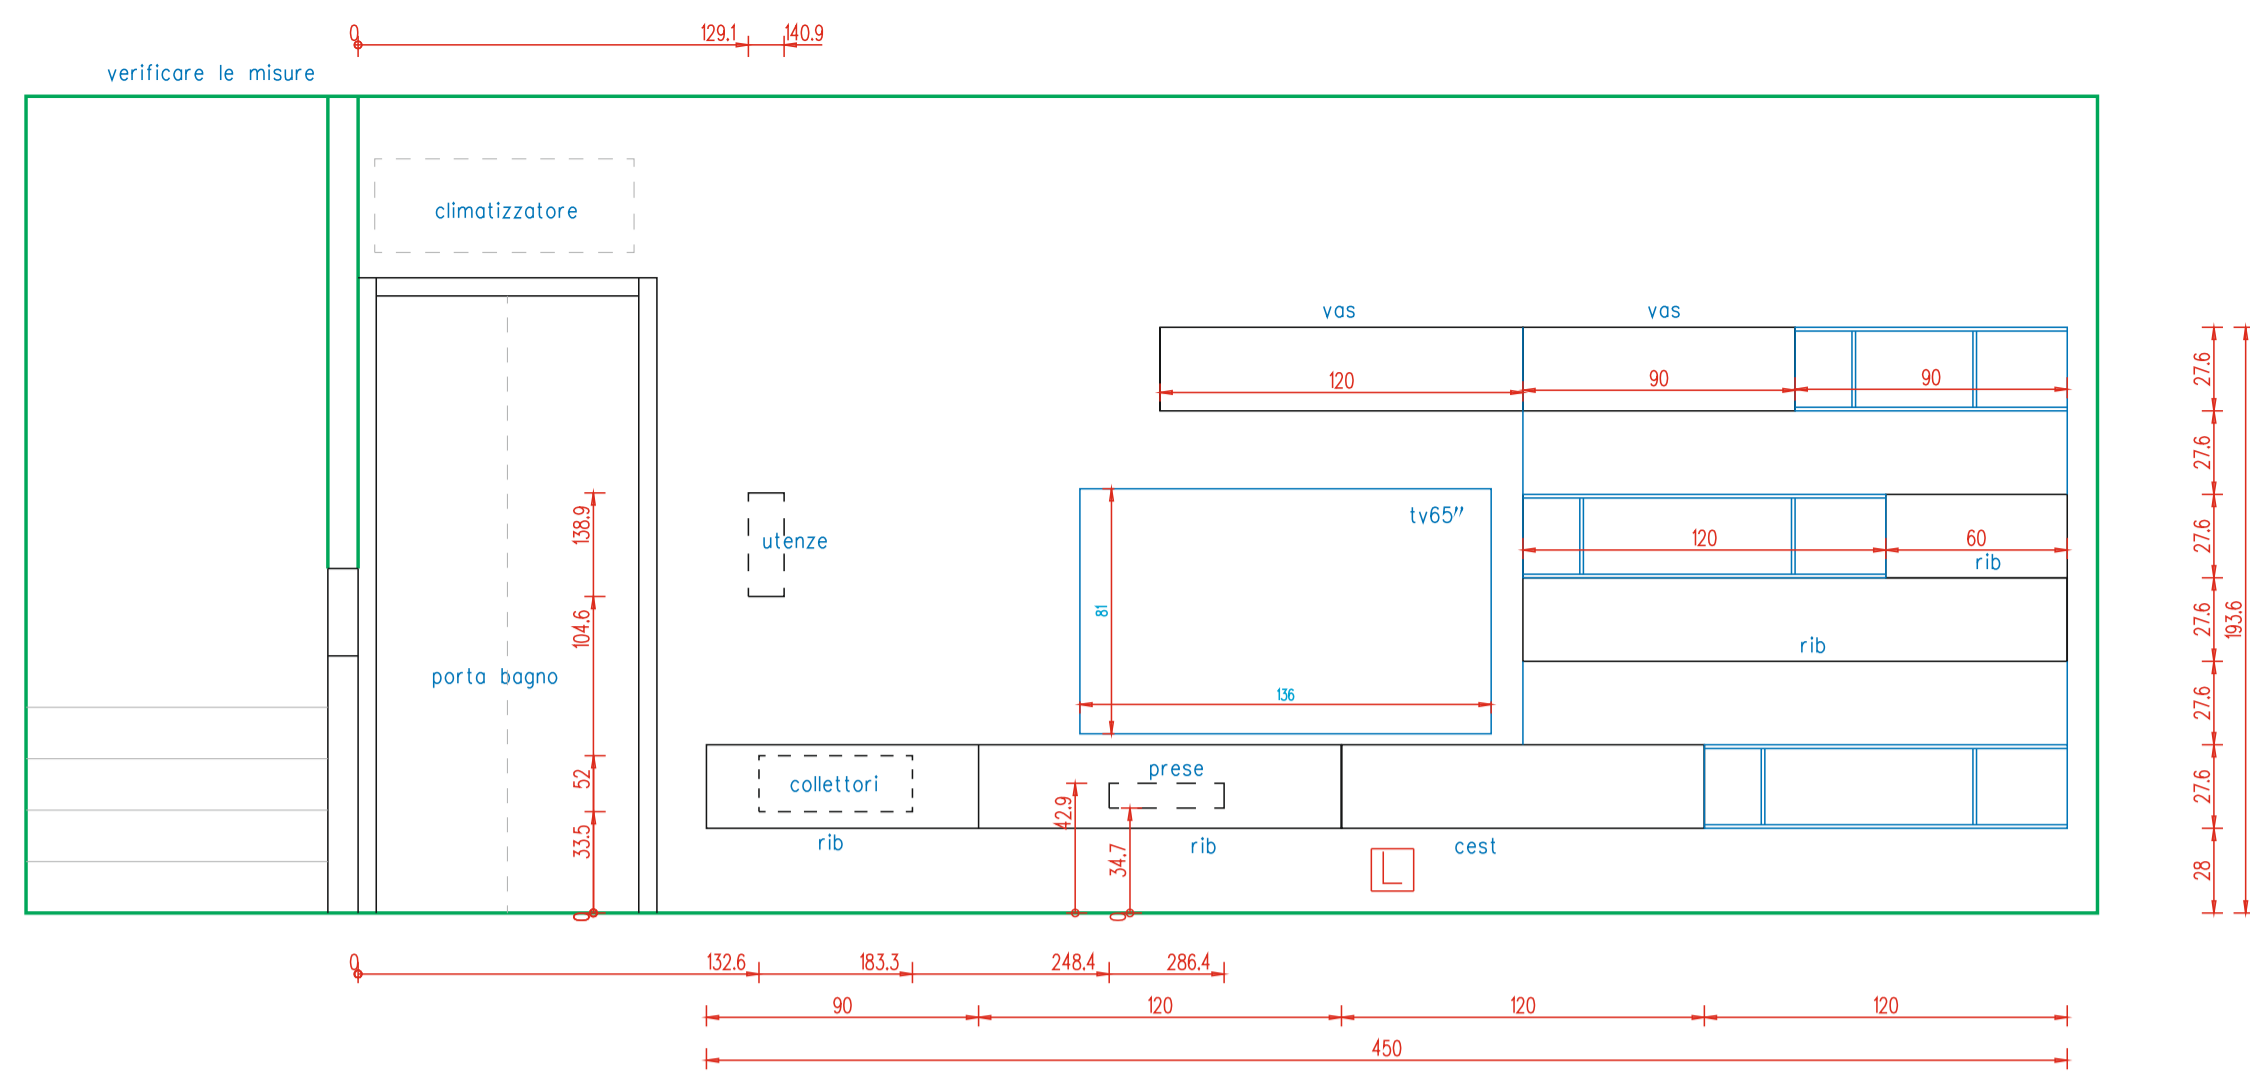 0 129.1 140.9
verificare le misure
climatizzatore
vas vas
120 90 90
27.6
27.6
tv65″
138.9
utenze
120 60
rib
27.6
81
104.6
27.6
193.6
rib
porta bagno
136
27.6
prese
52
collettori
42.9
27.6
33.5
rib
rib
cest
34.7
L
28
0
0
0 132.6 183.3 248.4 286.4
90 120 120 120
450